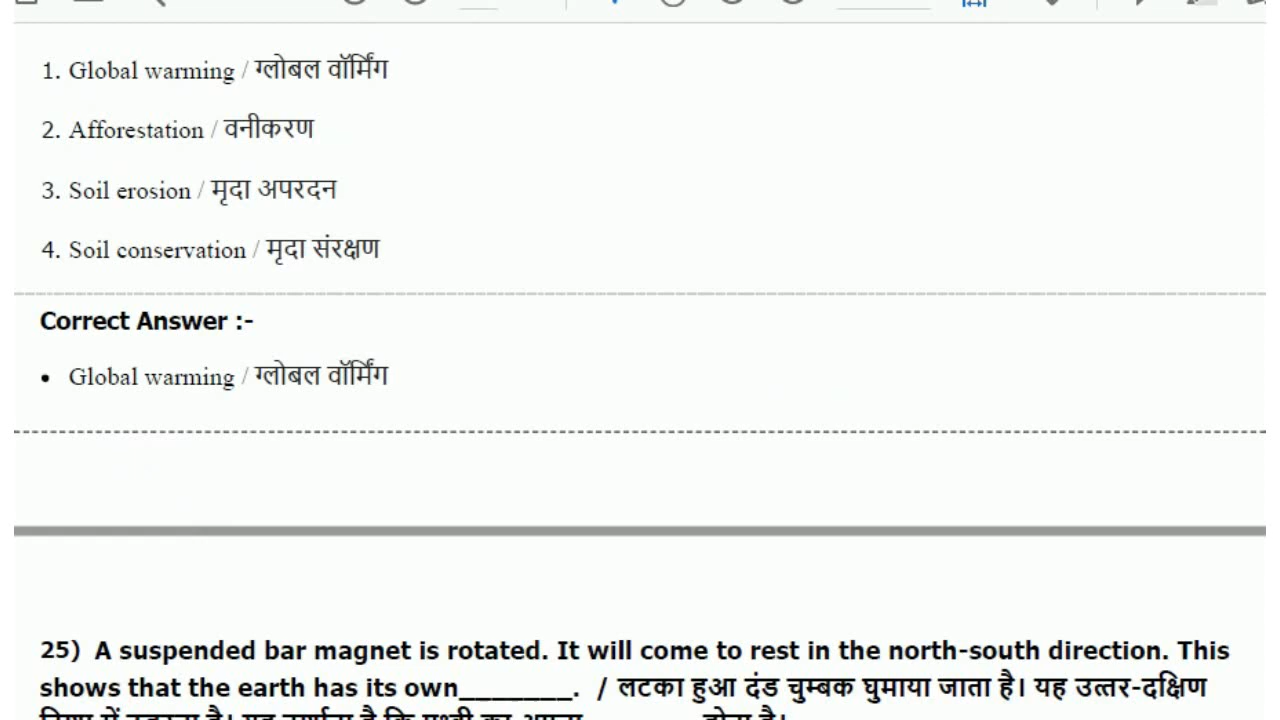 1. Global warming / ग्लोबल वॉर्मिंग
2. Afforestation / वनीकरण
3. Soil erosion / मृदा अपरदन
4. Soil conservation / मृदा संरक्षण
Correct Answer :-
• Global warming / ग्लोबल वॉर्मिंग
25) A suspended bar magnet is rotated. It will come to rest in the north-south direction. This
shows that the earth has its own________. / लटका हुआ दंड चुम्बक घुमाया जाता है। यह उत्तर-दक्षिण